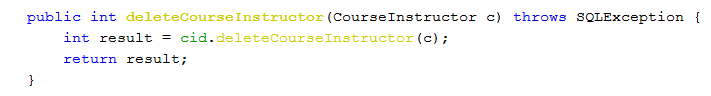 public int deleteCourseInstructor(CourseInstructor c) throws SQLException {
    int result = cid.deleteCourseInstructor(c);
    return result;
}